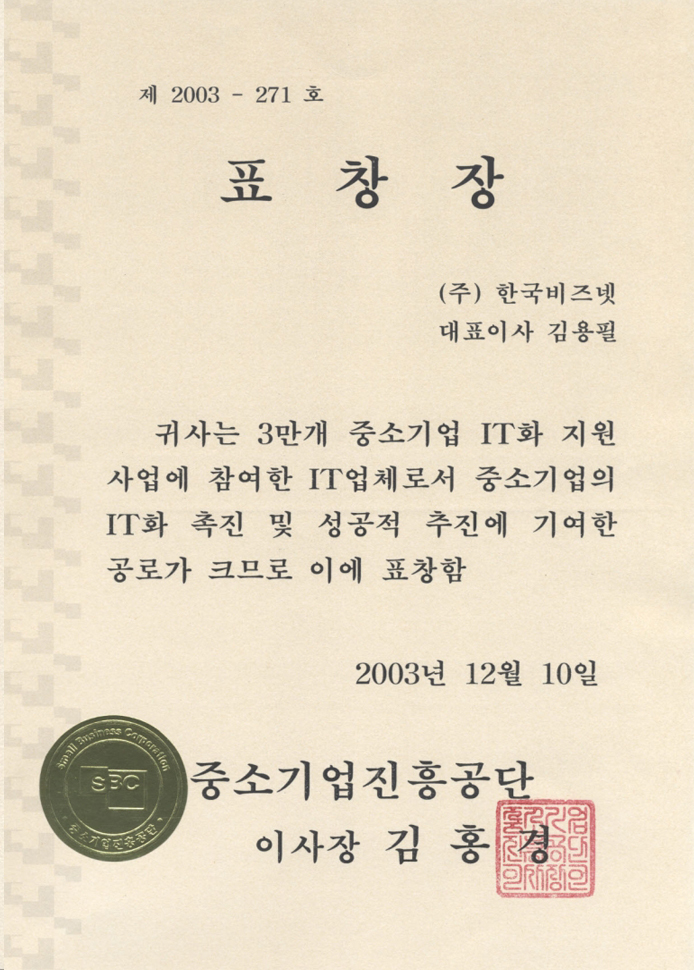 제 2003 - 271 호
표 창 장
(주) 한국비즈넷
대표이사 김용필
귀사는 3만개 중소기업 IT화 지원
사업에 참여한 IT업체로서 중소기업의
IT화 촉진 및 성공적 추진에 기여한
공로가 크므로 이에 표창함
2003년 12월 10일
Small Business Corporation
SBC
중소기업진흥공단
중소기업진흥공단
이사장 김 홍 경